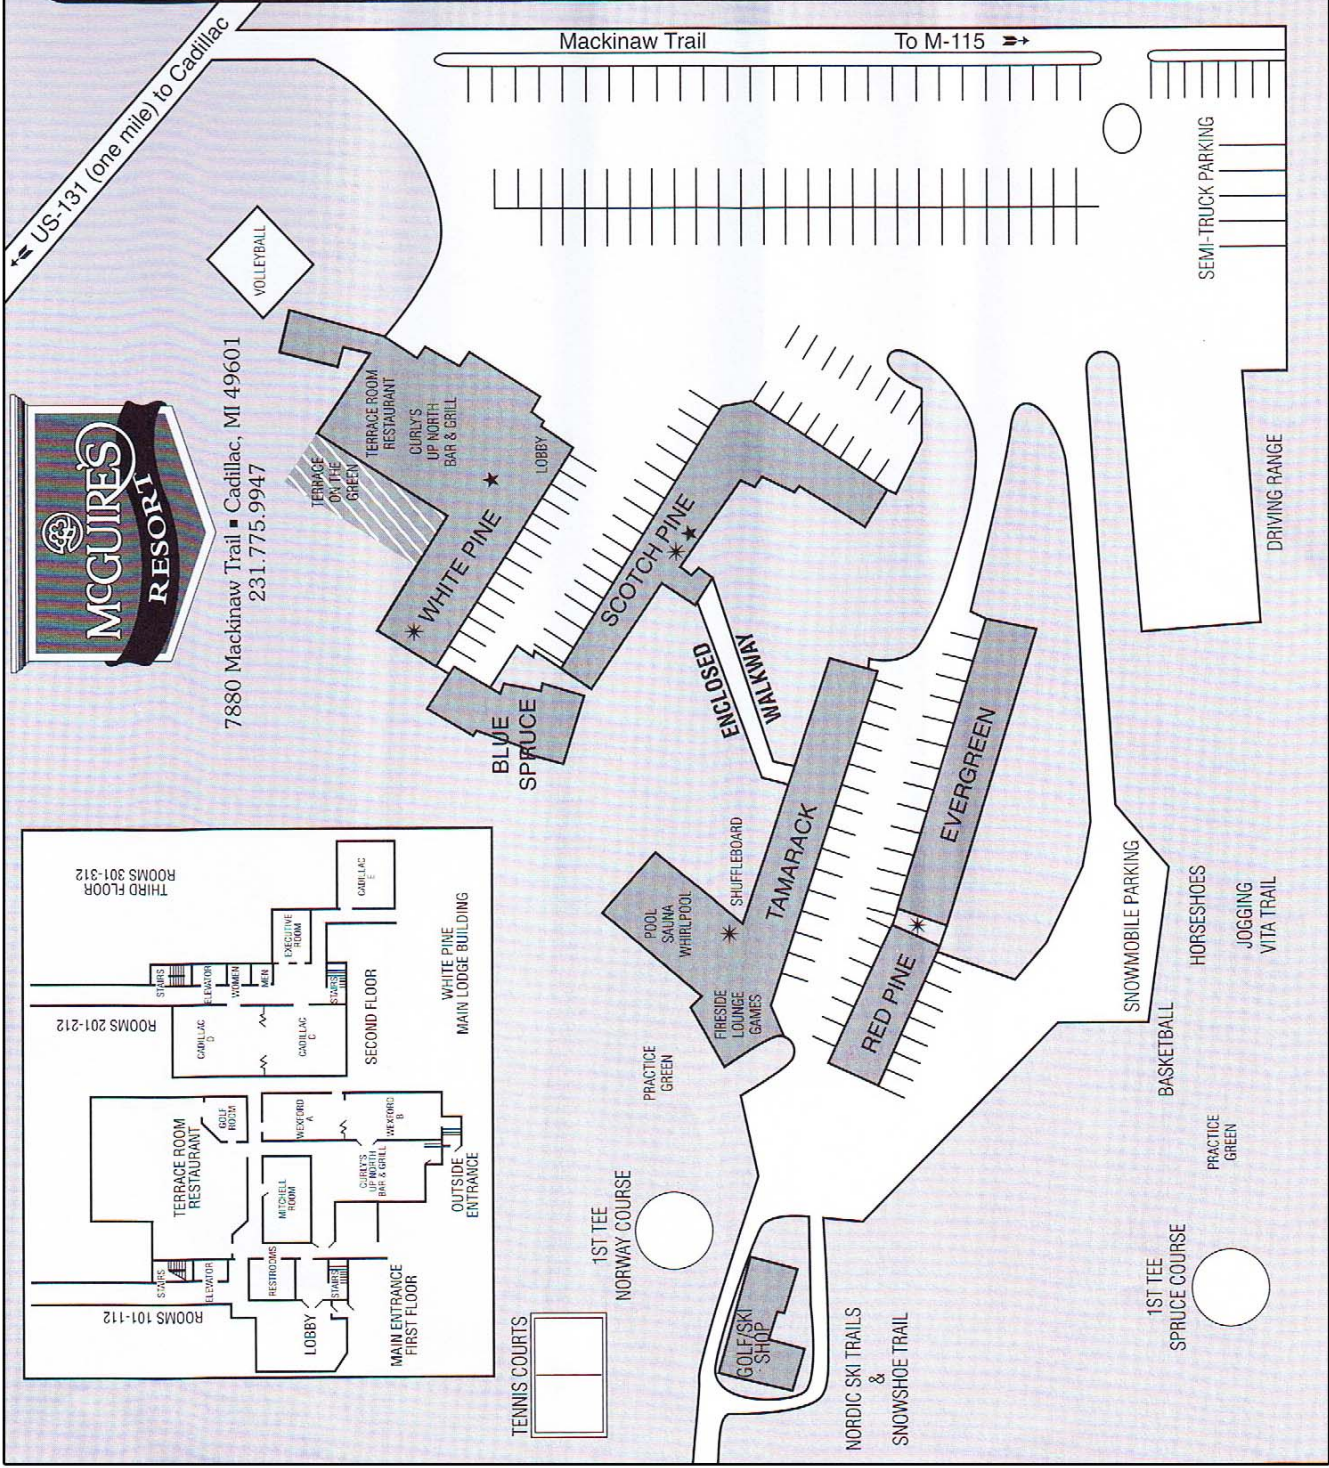 Mackinaw Trail
To M-115
US-131 (one mile) to Cadillac
VOLLEYBALL
SEMI-TRUCK PARKING
McGUIRE'S
RESORT
7880 Mackinaw Trail ▪ Cadillac, MI 49601
231.775.9947
TERRACE ROOM
RESTAURANT
CURLY'S
UP NORTH
BAR & GRILL
LOBBY
TERRACE
ON THE
GREEN
WHITE PINE
SCOTCH PINE
BLUE
SPRUCE
ENCLOSED
WALKWAY
DRIVING RANGE
TAMARACK
EVERGREEN
RED PINE
SHUFFLEBOARD
POOL
SAUNA
WHIRLPOOL
FIRESIDE
LOUNGE
GAMES
PRACTICE
GREEN
SNOWMOBILE PARKING
HORSESHOES
JOGGING
VITA TRAIL
BASKETBALL
PRACTICE
GREEN
1ST TEE
NORWAY COURSE
1ST TEE
SPRUCE COURSE
TENNIS COURTS
GOLF/SKI
SHOP
NORDIC SKI TRAILS
&
SNOWSHOE TRAIL
THIRD FLOOR
ROOMS 301-312
CADILLAC
E
EXECUTIVE
ROOM
STAIRS
ELEVATOR
WOMEN
MEN
STAIRS
ROOMS 201-212
CADILLAC
D
CADILLAC
C
SECOND FLOOR
WHITE PINE
MAIN LODGE BUILDING
TERRACE ROOM
RESTAURANT
GOLF
ROOM
WEXFORD
A
WEXFORD
B
MITCHELL
ROOM
CURLY'S
UP NORTH
BAR & GRILL
OUTSIDE
ENTRANCE
STAIRS
ELEVATOR
RESTROOMS
STAIRS
ROOMS 101-112
LOBBY
MAIN ENTRANCE
FIRST FLOOR